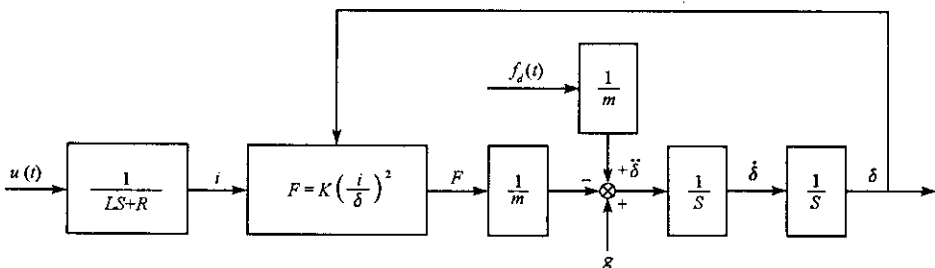 f_d(t)
1/m
u(t)
1/(LS+R)
i
F = K(i/δ)²
F
1/m
−
+δ̈
+
1/S
δ̇
1/S
δ
g